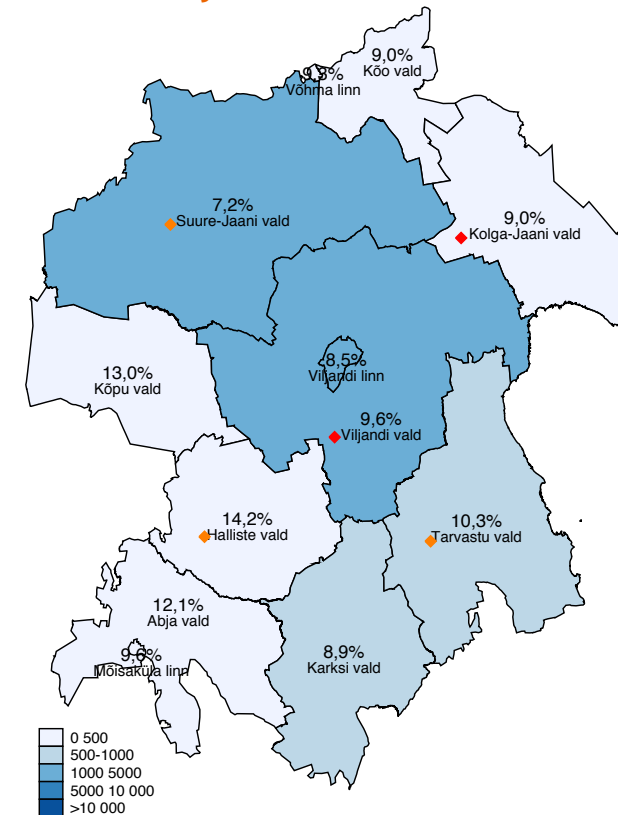 9,0%
Kõo vald
9,3%
Võhma linn
7,2%
Suure-Jaani vald
9,0%
Kolga-Jaani vald
8,5%
Viljandi linn
13,0%
Kõpu vald
9,6%
Viljandi vald
14,2%
Halliste vald
10,3%
Tarvastu vald
12,1%
Abja vald
9,6%
Mõisaküla linn
8,9%
Karksi vald
0 500
500-1000
1000 5000
5000 10 000
>10 000